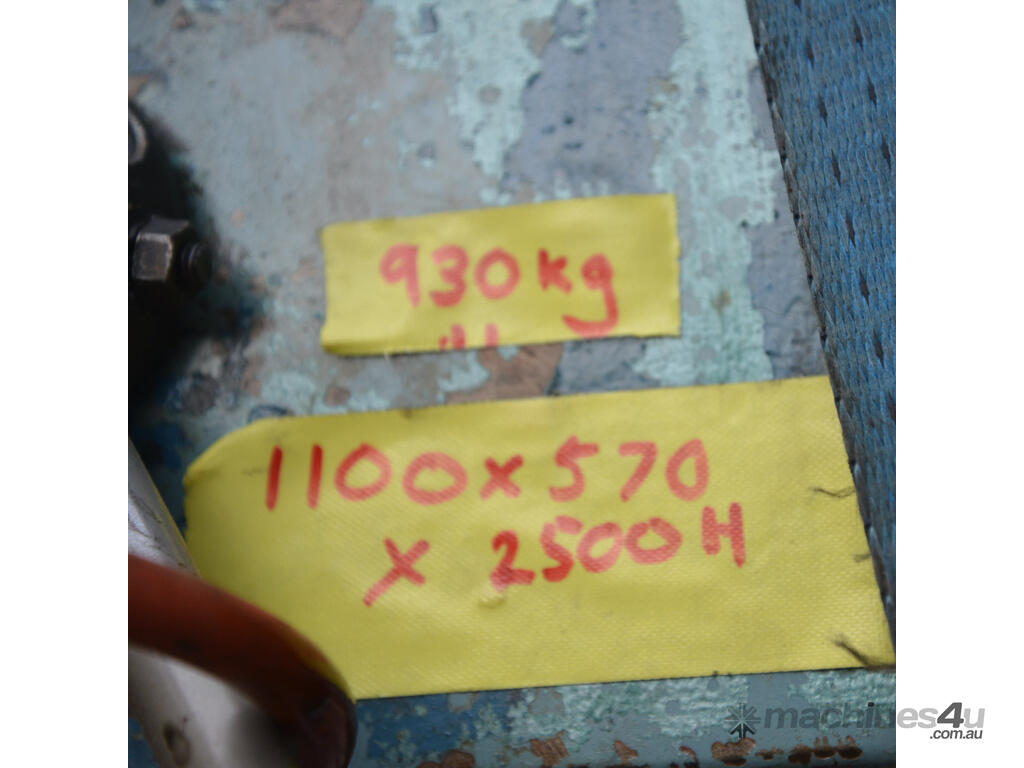 930kg
1100x570
x 2500H
machines4u
.com.au